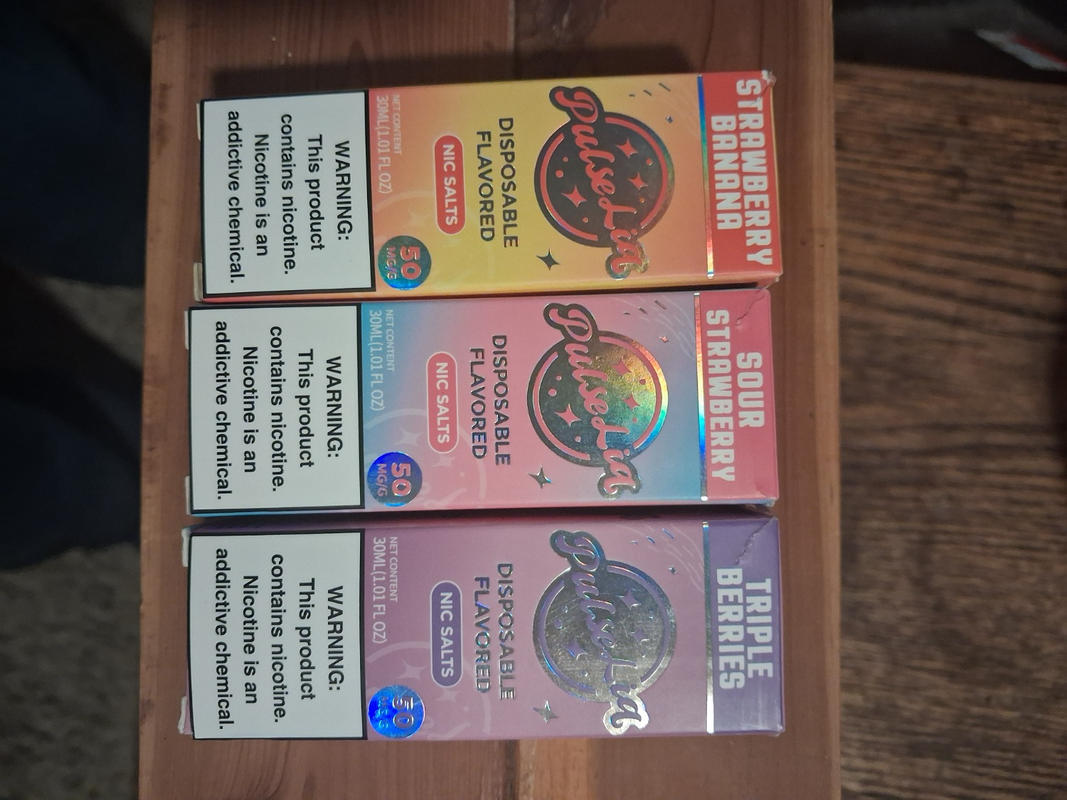 STRAWBERRY
BANANA
PulseLiq
DISPOSABLE
FLAVORED
NIC SALTS
NET CONTENT
30ML(1.01 FL OZ)
50
MG/G
WARNING:
This product
contains nicotine.
Nicotine is an
addictive chemical.
SOUR
STRAWBERRY
PulseLiq
DISPOSABLE
FLAVORED
NIC SALTS
NET CONTENT
30ML(1.01 FL OZ)
50
MG/G
WARNING:
This product
contains nicotine.
Nicotine is an
addictive chemical.
TRIPLE
BERRIES
PulseLiq
DISPOSABLE
FLAVORED
NIC SALTS
NET CONTENT
30ML(1.01 FL OZ)
50
MG/G
WARNING:
This product
contains nicotine.
Nicotine is an
addictive chemical.